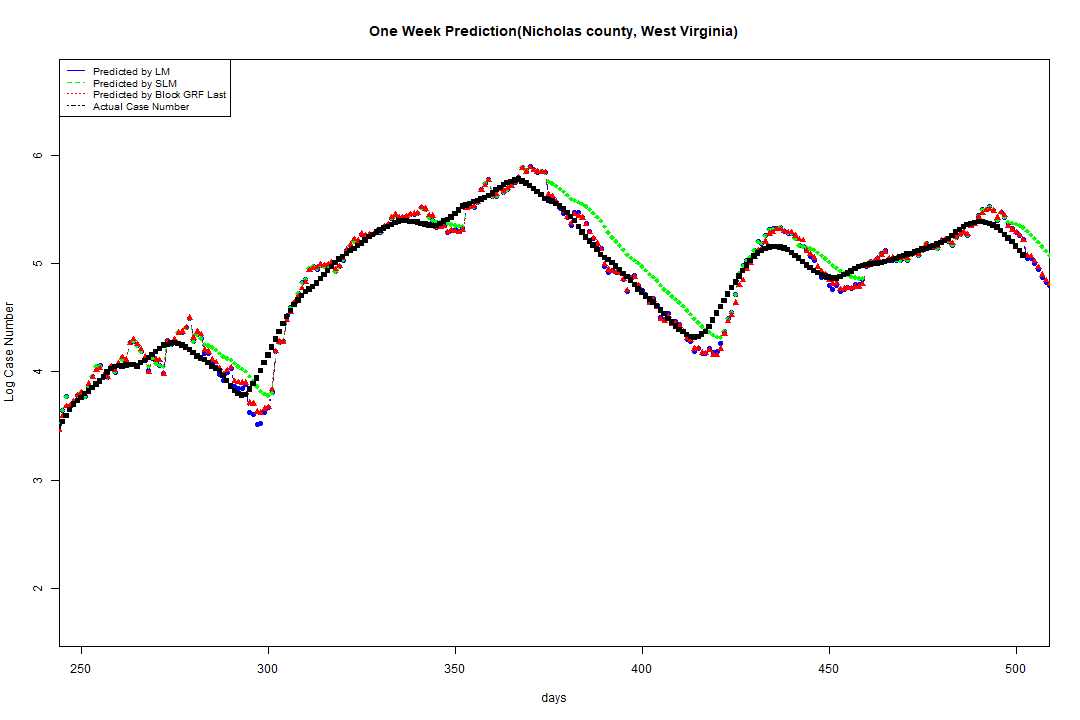 One Week Prediction(Nicholas county, West Virginia)
Predicted by LM
Predicted by SLM
Predicted by Block GRF Last
Actual Case Number
Log Case Number
6
5
4
3
2
250 300 350 400 450 500
days